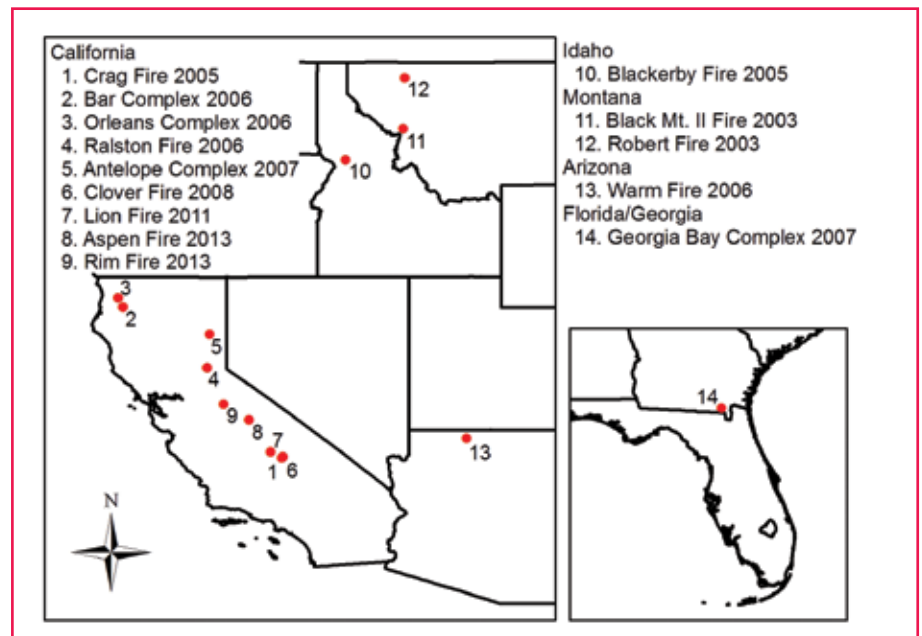 California
1. Crag Fire 2005
2. Bar Complex 2006
3. Orleans Complex 2006
4. Ralston Fire 2006
5. Antelope Complex 2007
6. Clover Fire 2008
7. Lion Fire 2011
8. Aspen Fire 2013
9. Rim Fire 2013
Idaho
10. Blackerby Fire 2005
Montana
11. Black Mt. II Fire 2003
12. Robert Fire 2003
Arizona
13. Warm Fire 2006
Florida/Georgia
14. Georgia Bay Complex 2007
12
11
10
3
2
5
4
9
8
7
1 6
13
14
N